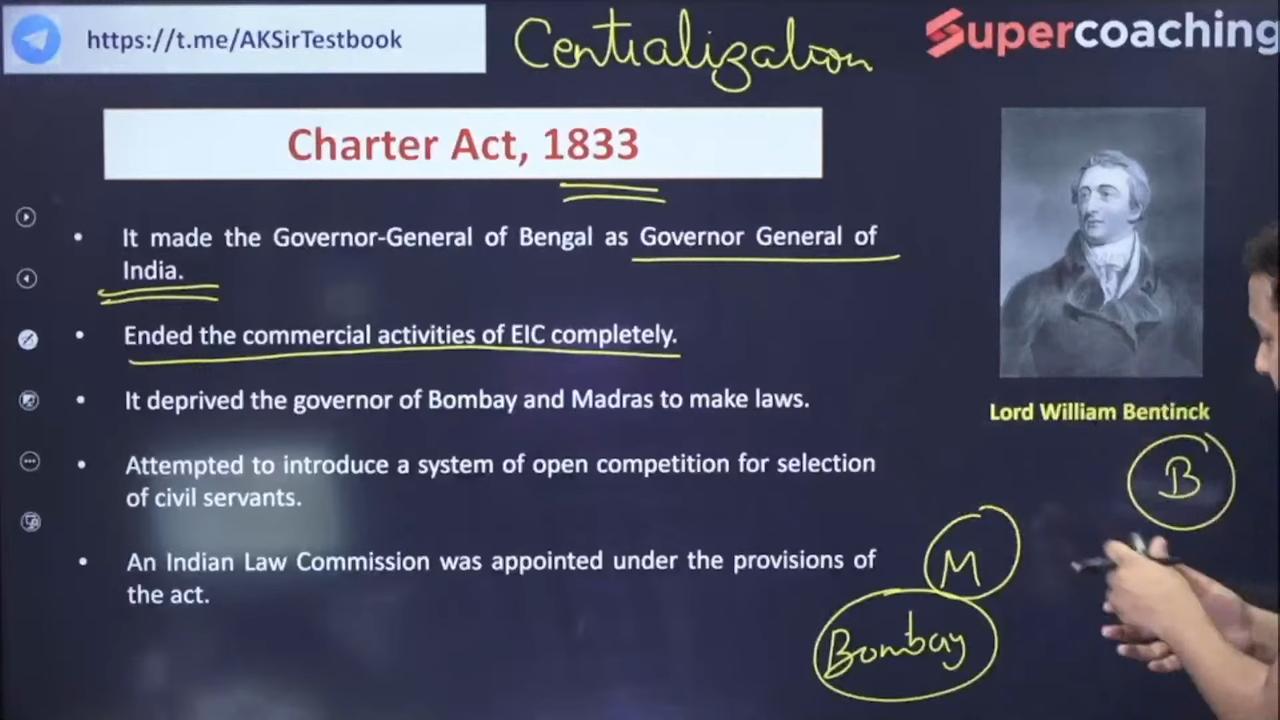 https://t.me/AKSirTestbook
Centralization
Supercoaching
Charter Act, 1833
• It made the Governor-General of Bengal as Governor General of
India.
• Ended the commercial activities of EIC completely.
• It deprived the governor of Bombay and Madras to make laws.
• Attempted to introduce a system of open competition for selection
of civil servants.
• An Indian Law Commission was appointed under the provisions of
the act.
Lord William Bentinck
B
M
Bombay